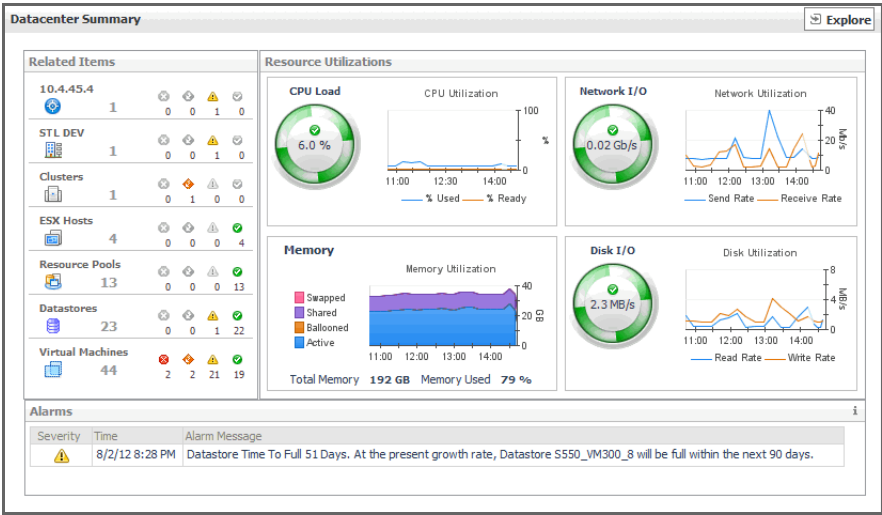 Datacenter Summary
Explore
Related Items
10.4.45.4
1
0 0 1 0
STL DEV
1
0 0 1 0
Clusters
1
0 1 0 0
ESX Hosts
4
0 0 0 4
Resource Pools
13
0 0 0 13
Datastores
23
0 0 1 22
Virtual Machines
44
2 2 21 19
Resource Utilizations
CPU Load
6.0 %
CPU Utilization
100
%
0
11:00 12:30 14:00
% Used % Ready
Network I/O
0.02 Gb/s
Network Utilization
40
20
0
Mb/s
11:00 12:00 13:00 14:00
Send Rate Receive Rate
Memory
Memory Utilization
Swapped
Shared
Ballooned
Active
40
20
0
GB
11:00 12:00 13:00 14:00
Total Memory 192 GB Memory Used 79 %
Disk I/O
2.3 MB/s
Disk Utilization
8
4
0
MB/s
11:00 12:00 13:00 14:00
Read Rate Write Rate
Alarms
i
Severity Time Alarm Message
8/2/12 8:28 PM Datastore Time To Full 51 Days. At the present growth rate, Datastore S550_VM300_8 will be full within the next 90 days.